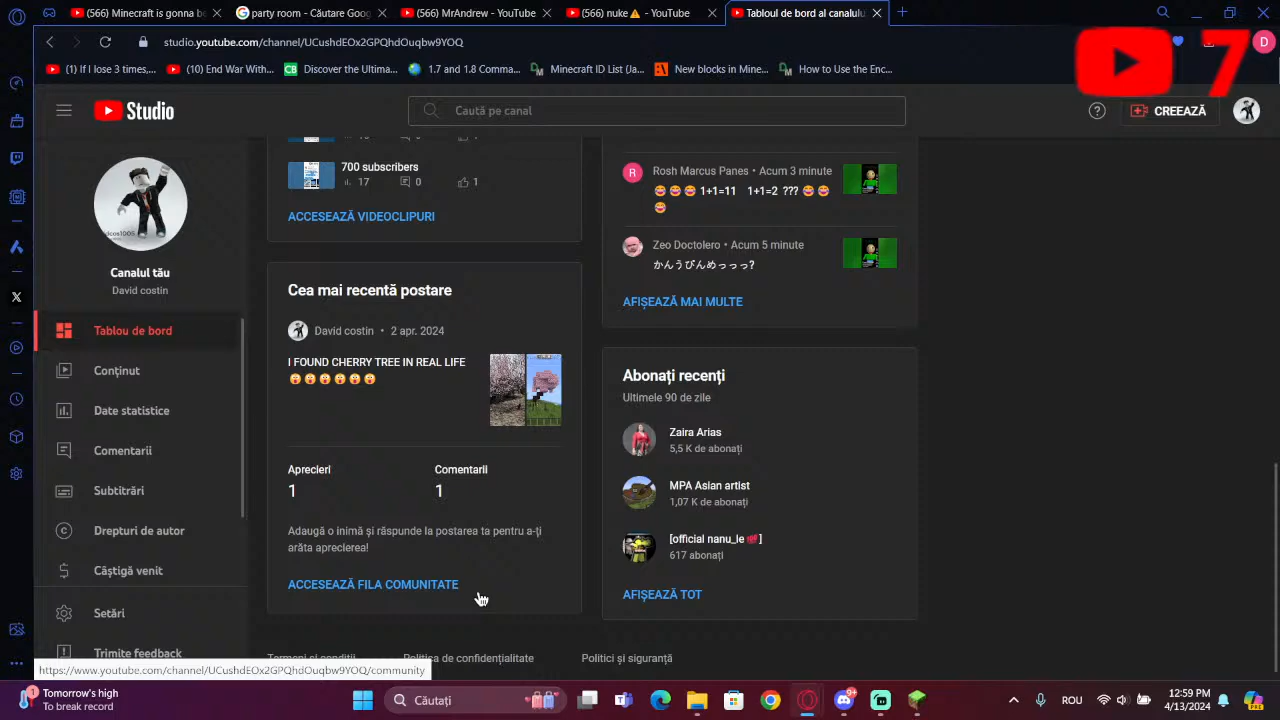 (566) Minecraft is gonna be
party room - Căutare Goog
(566) MrAndrew - YouTube
(566) nuke⚠ - YouTube
Tabloul de bord al canalului
studio.youtube.com/channel/UCushdEOx2GPQhdOuqbw9YOQ
(1) If I lose 3 times,...
(10) End War With...
Discover the Ultima...
1.7 and 1.8 Comma...
Minecraft ID List (Ja...
New blocks in Mine...
How to Use the Enc...
7
Studio
Caută pe canal
CREEAZĂ
Canalul tău
David costin
Tablou de bord
Conținut
Date statistice
Comentarii
Subtitrări
Drepturi de autor
Câștigă venit
Setări
Trimite feedback
700 subscribers
17 0 1
ACCESEAZĂ VIDEOCLIPURI
Cea mai recentă postare
David costin • 2 apr. 2024
I FOUND CHERRY TREE IN REAL LIFE
😱😱😱😱😱😱
Aprecieri Comentarii
1 1
Adaugă o inimă și răspunde la postarea ta pentru a-ți
arăta aprecierea!
ACCESEAZĂ FILA COMUNITATE
Rosh Marcus Panes • Acum 3 minute
1+1=11 1+1=2 ???
Zeo Doctolero • Acum 5 minute
かんうぴんめっっっ?
AFIȘEAZĂ MAI MULTE
Abonați recenți
Ultimele 90 de zile
Zaira Arias
5,5 K de abonați
MPA Asian artist
1,07 K de abonați
[official nanu_le 💯]
617 abonați
AFIȘEAZĂ TOT
Termeni și condiții
Politica de confidențialitate
Politici și siguranță
https://www.youtube.com/channel/UCushdEOx2GPQhdOuqbw9YOQ/community
Tomorrow's high
To break record
Căutați
ROU
12:59 PM
4/13/2024